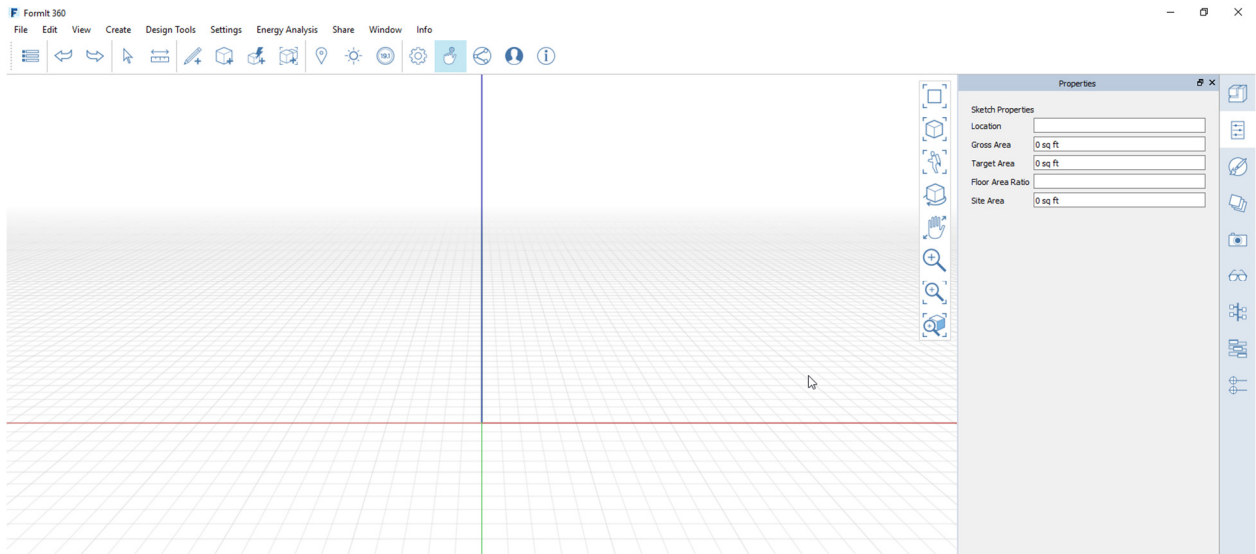 FormIt 360
File Edit View Create Design Tools Settings Energy Analysis Share Window Info
191
Properties
Sketch Properties
Location
Gross Area 0 sq ft
Target Area 0 sq ft
Floor Area Ratio
Site Area 0 sq ft